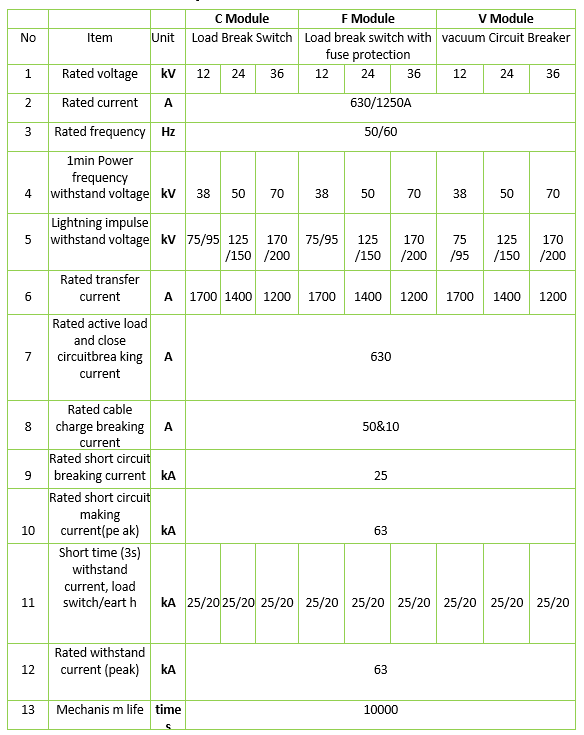 C Module F Module V Module
No Item Unit Load Break Switch Load break switch with fuse protection vacuum Circuit Breaker
1 Rated voltage kV 12 24 36 12 24 36 12 24 36
2 Rated current A 630/1250A
3 Rated frequency Hz 50/60
4 1min Power frequency withstand voltage kV 38 50 70 38 50 70 38 50 70
5 Lightning impulse withstand voltage kV 75/95 125 /150 170 /200 75/95 125 /150 170 /200 75 /95 125 /150 170 /200
6 Rated transfer current A 1700 1400 1200 1700 1400 1200 1700 1400 1200
7 Rated active load and close circuitbrea king current A 630
8 Rated cable charge breaking current A 50&10
9 Rated short circuit breaking current kA 25
10 Rated short circuit making current(pe ak) kA 63
11 Short time (3s) withstand current, load switch/eart h kA 25/20 25/20 25/20 25/20 25/20 25/20 25/20 25/20 25/20
12 Rated withstand current (peak) kA 63
13 Mechanis m life time s 10000